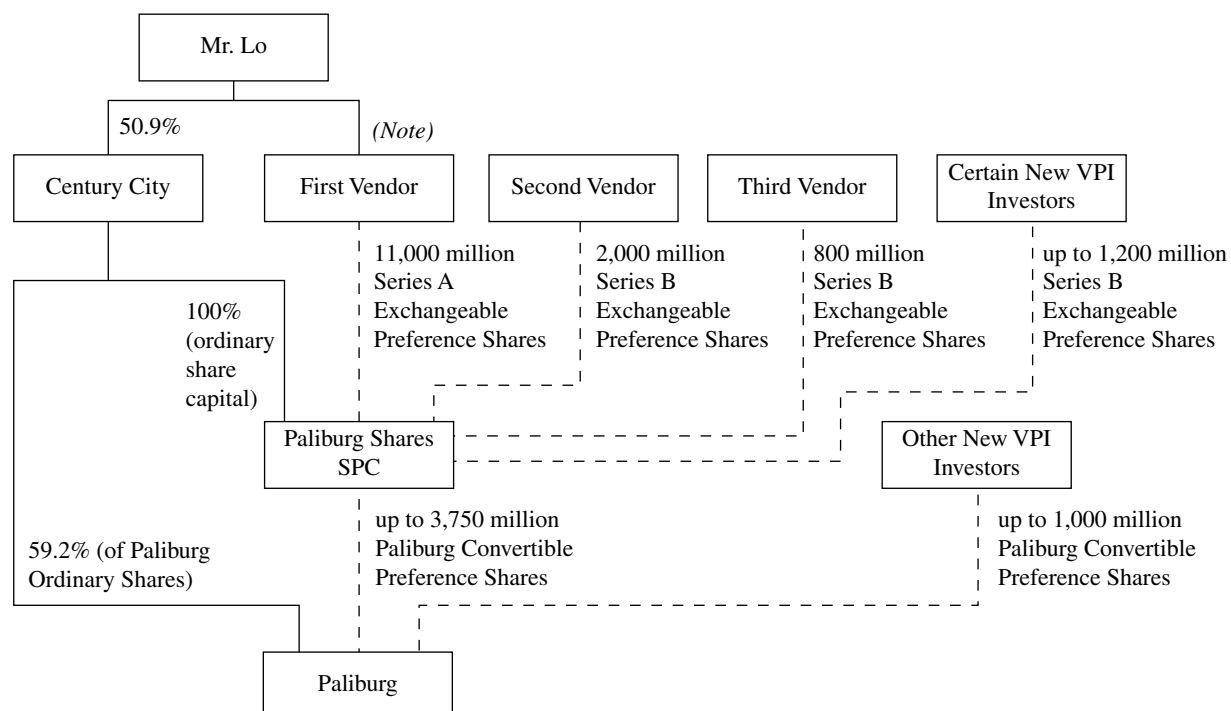 Mr. Lo
50.9%
(Note)
Century City
First Vendor
Second Vendor
Third Vendor
Certain New VPI
Investors
11,000 million
Series A
Exchangeable
Preference Shares
2,000 million
Series B
Exchangeable
Preference Shares
800 million
Series B
Exchangeable
Preference Shares
up to 1,200 million
Series B
Exchangeable
Preference Shares
100%
(ordinary
share
capital)
Paliburg Shares
SPC
Other New VPI
Investors
59.2% (of Paliburg
Ordinary Shares)
up to 3,750 million
Paliburg Convertible
Preference Shares
up to 1,000 million
Paliburg Convertible
Preference Shares
Paliburg